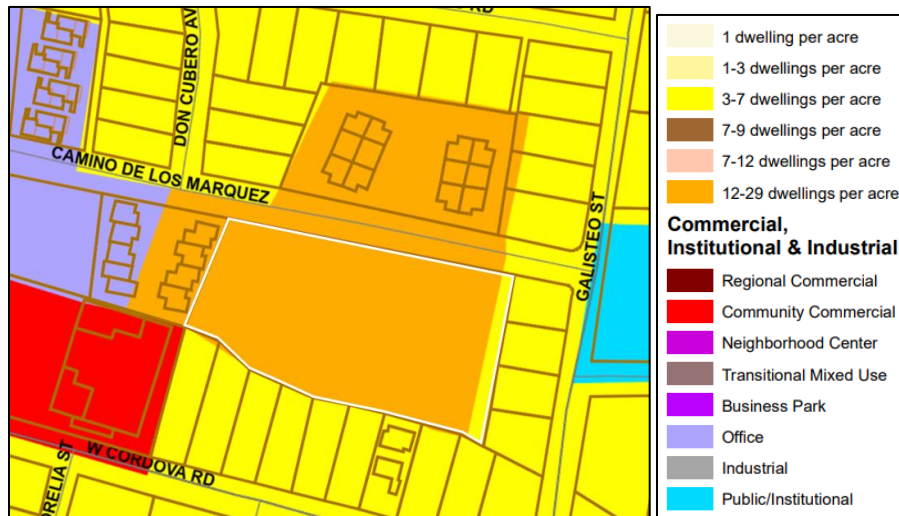 RD
DON CUBERO AV
CAMINO DE LOS MARQUEZ
GALISTEO ST
W CORDOVA RD
ORELIA ST
1 dwelling per acre
1-3 dwellings per acre
3-7 dwellings per acre
7-9 dwellings per acre
7-12 dwellings per acre
12-29 dwellings per acre
Commercial,
Institutional & Industrial
Regional Commercial
Community Commercial
Neighborhood Center
Transitional Mixed Use
Business Park
Office
Industrial
Public/Institutional